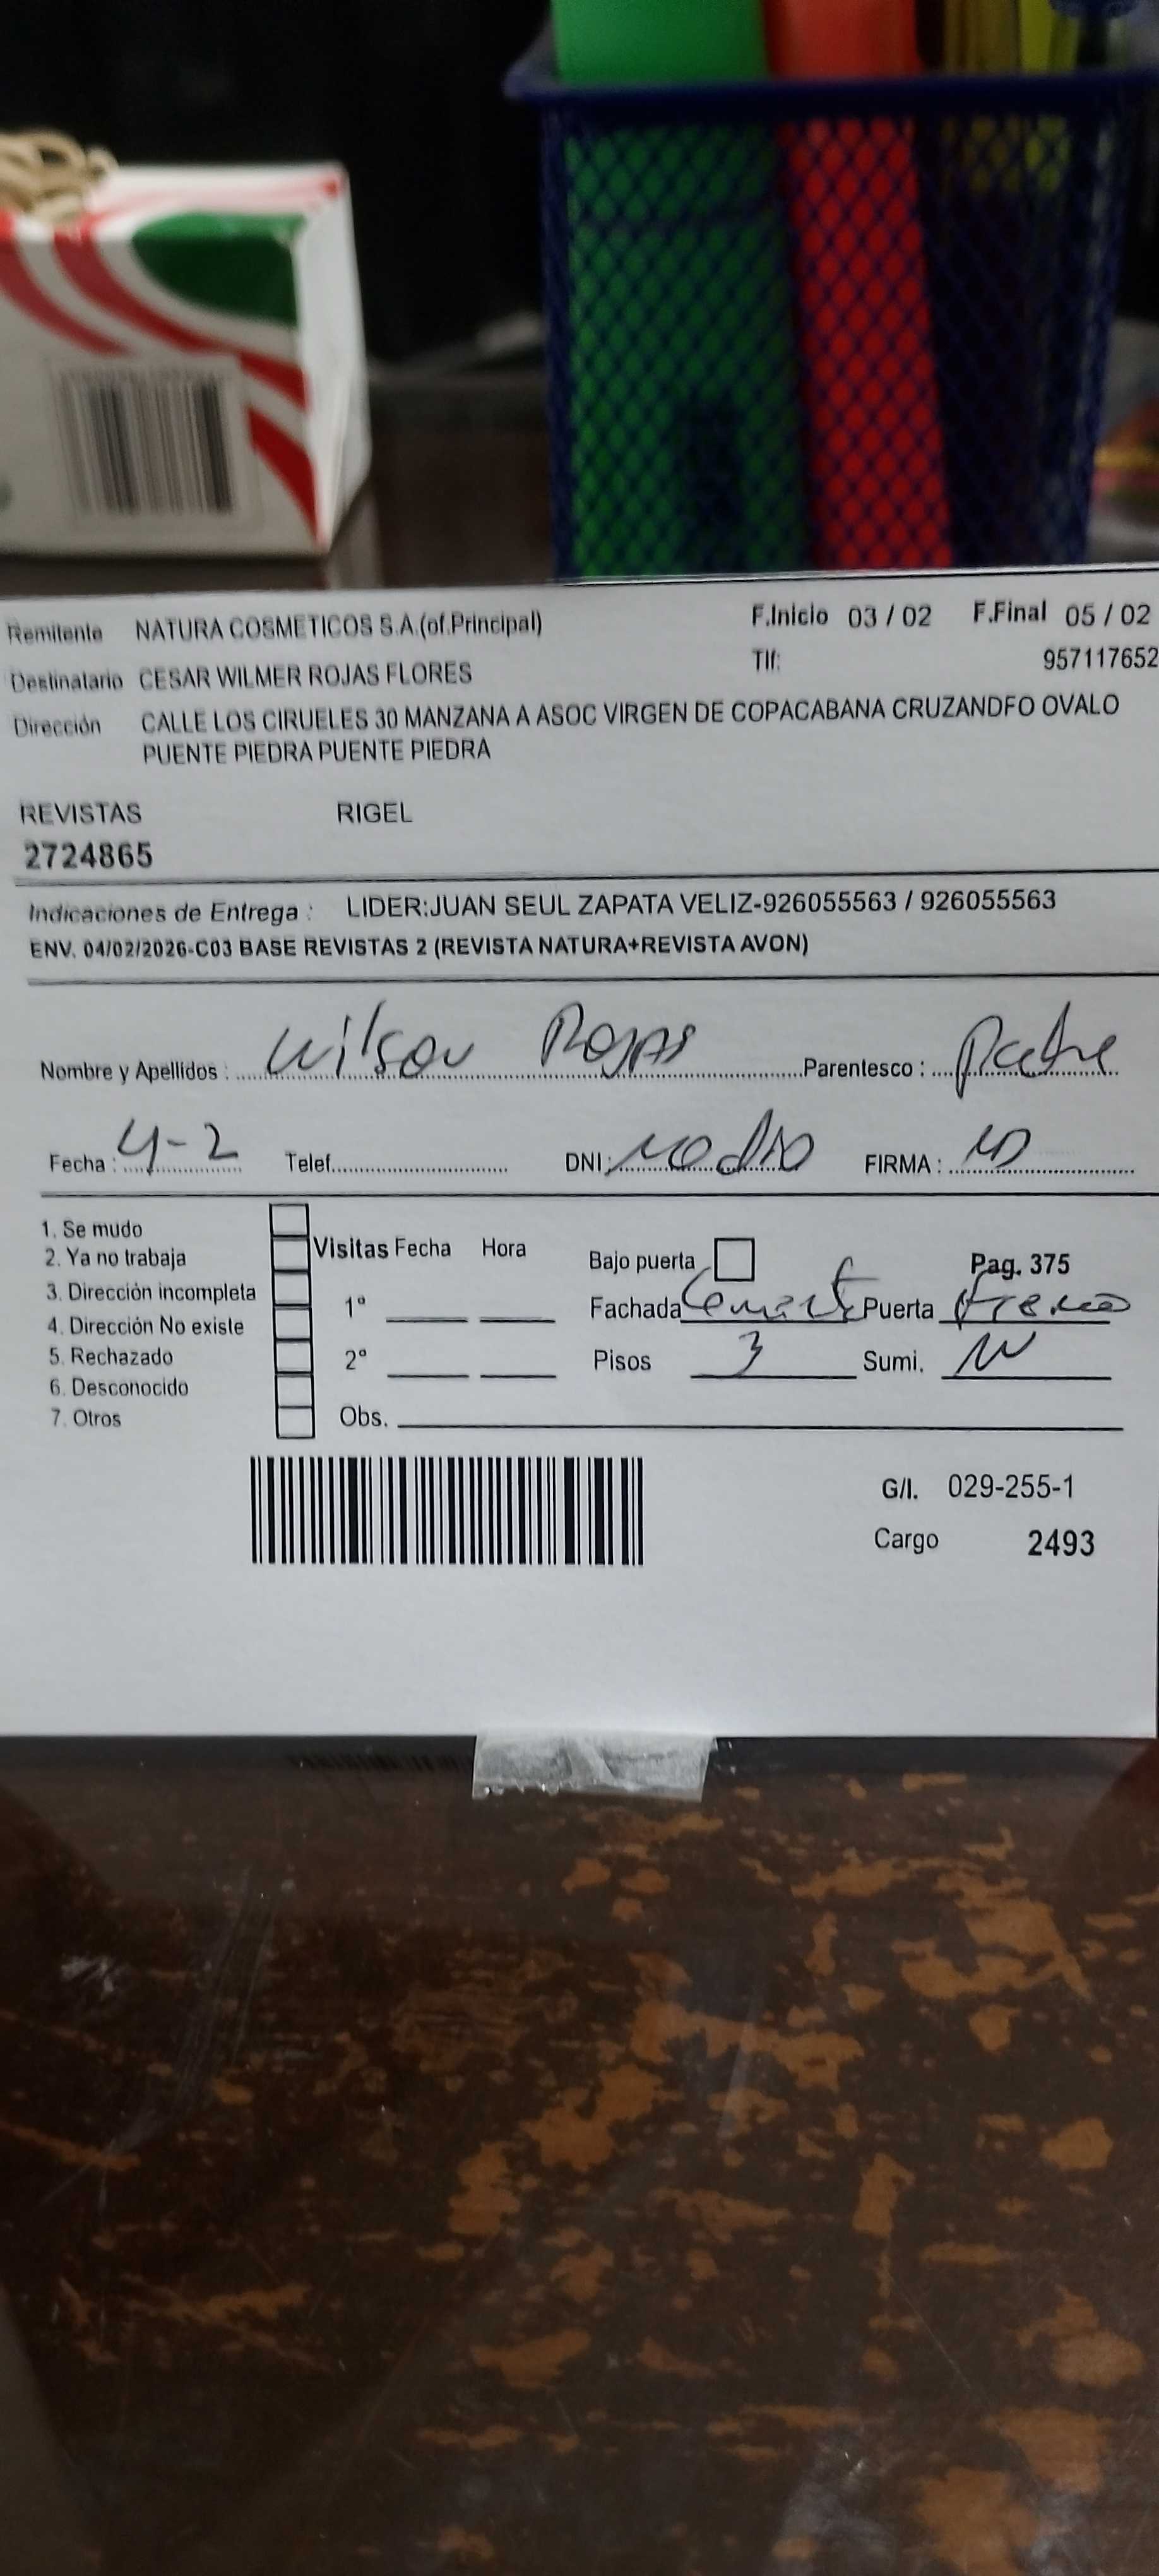 Remitente NATURA COSMETICOS S.A.(of.Principal) F.Inicio 03 / 02 F.Final 05 / 02
Destinatario CESAR WILMER ROJAS FLORES Tlf: 957117652
Dirección CALLE LOS CIRUELES 30 MANZANA A ASOC VIRGEN DE COPACABANA CRUZANDFO OVALO
PUENTE PIEDRA PUENTE PIEDRA
REVISTAS RIGEL
2724865
Indicaciones de Entrega : LIDER:JUAN SEUL ZAPATA VELIZ-926055563 / 926055563
ENV. 04/02/2026-C03 BASE REVISTAS 2 (REVISTA NATURA+REVISTA AVON)
Nombre y Apellidos : Wilson Rojas Parentesco : Padre
Fecha : 4-2 Telef. DNI: no dio FIRMA :
1. Se mudo
2. Ya no trabaja Visitas Fecha Hora Bajo puerta Pag. 375
3. Dirección incompleta 1ª Fachada Cemento Puerta
4. Dirección No existe
5. Rechazado 2° Pisos 3 Sumi.
6. Desconocido
7. Otros Obs.
G/I. 029-255-1
Cargo 2493